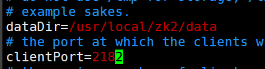 # example sakes.
dataDir=/usr/local/zk2/data
# the port at which the clients w
clientPort=2182